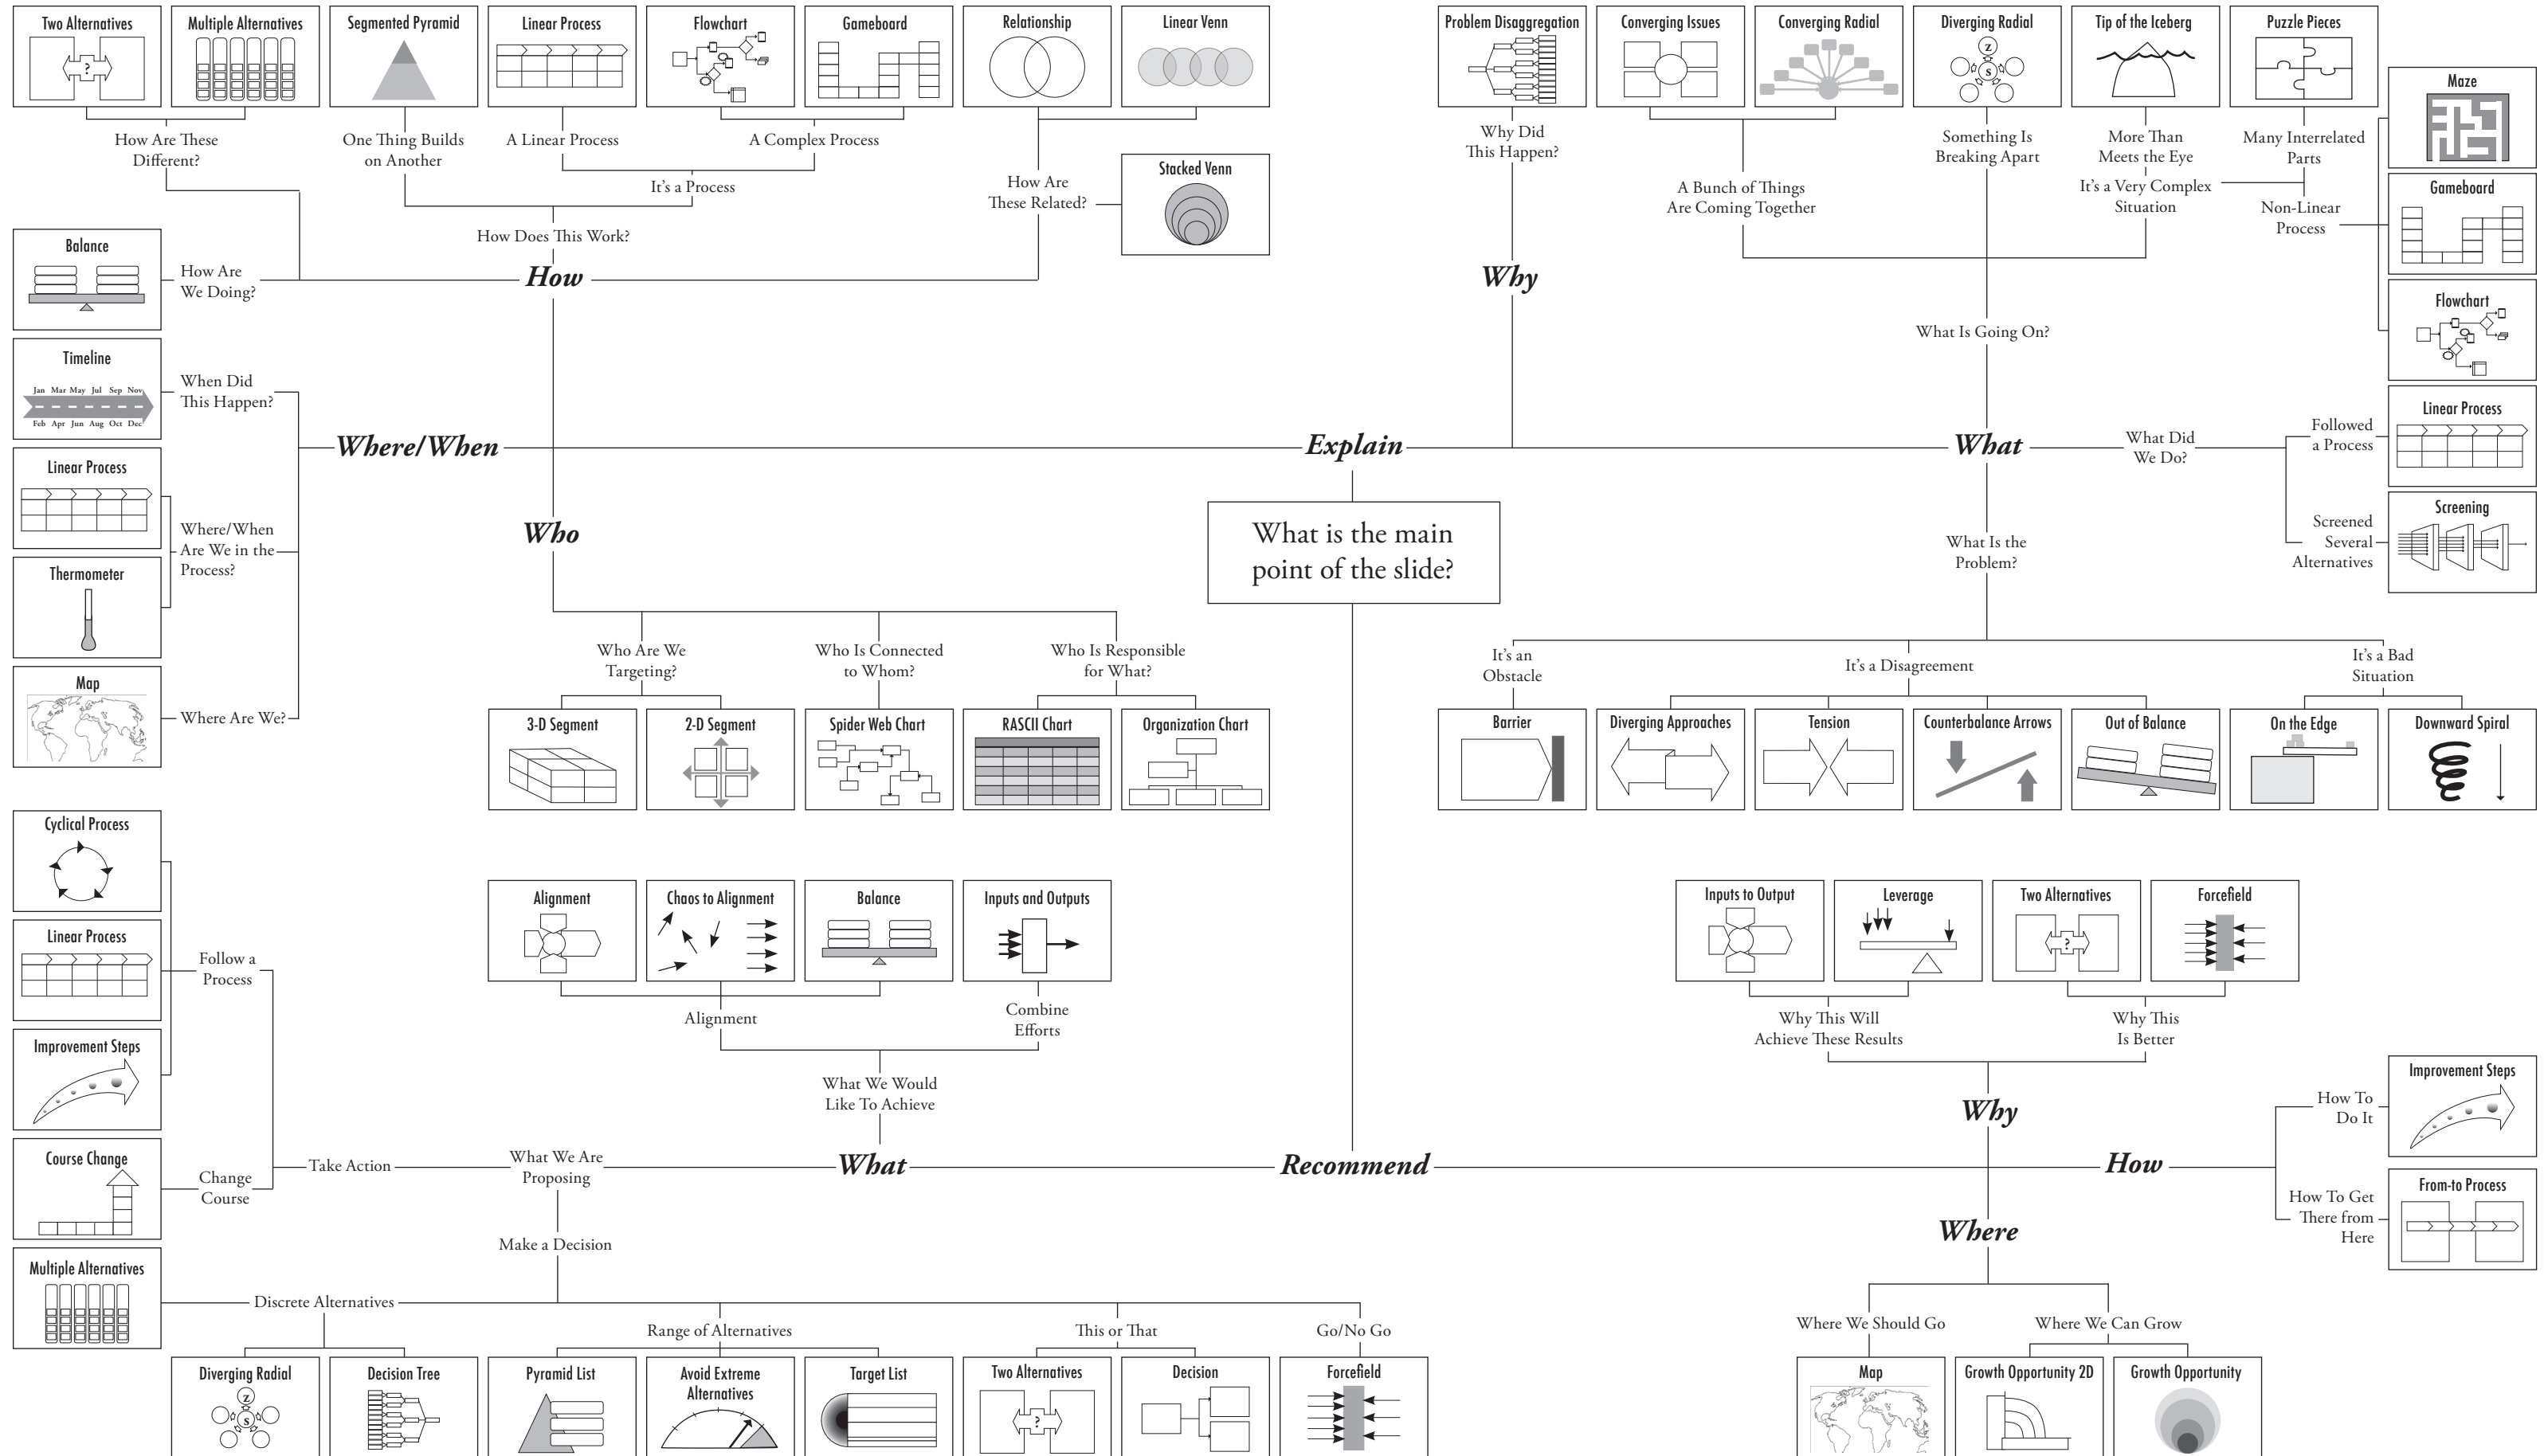 Two Alternatives
?
Multiple Alternatives
Segmented Pyramid
Linear Process
Flowchart
Gameboard
Relationship
Linear Venn
How Are These
Different?
One Thing Builds
on Another
A Linear Process
A Complex Process
It's a Process
How Does This Work?
How Are
These Related?
Stacked Venn
Balance
How Are
We Doing?
How
Problem Disaggregation
Converging Issues
Converging Radial
Diverging Radial
Z
S
Tip of the Iceberg
Puzzle Pieces
Maze
Why Did
This Happen?
A Bunch of Things
Are Coming Together
Something Is
Breaking Apart
More Than
Meets the Eye
It's a Very Complex
Situation
Many Interrelated
Parts
Non-Linear
Process
Gameboard
Flowchart
Why
What Is Going On?
Timeline
Jan Mar May Jul Sep Nov
Feb Apr Jun Aug Oct Dec
When Did
This Happen?
Linear Process
Where/When
Are We in the
Process?
Thermometer
Map
Where Are We?
Where/When
Explain
What
What Did
We Do?
Followed
a Process
Linear Process
Screened
Several
Alternatives
Screening
What is the main
point of the slide?
Who
Who Are We
Targeting?
Who Is Connected
to Whom?
Who Is Responsible
for What?
3-D Segment
2-D Segment
Spider Web Chart
RASCII Chart
Organization Chart
What Is the
Problem?
It's an
Obstacle
It's a Disagreement
It's a Bad
Situation
Barrier
Diverging Approaches
Tension
Counterbalance Arrows
Out of Balance
On the Edge
Downward Spiral
Cyclical Process
Linear Process
Improvement Steps
Follow a
Process
Course Change
Change
Course
Take Action
What We Are
Proposing
Alignment
Chaos to Alignment
Balance
Inputs and Outputs
Alignment
Combine
Efforts
What We Would
Like To Achieve
What
Recommend
Inputs to Output
Leverage
Two Alternatives
?
Forcefield
Why This Will
Achieve These Results
Why This
Is Better
Why
How
How To
Do It
Improvement Steps
How To Get
There from
Here
From-to Process
Where
Where We Should Go
Where We Can Grow
Map
Growth Opportunity 2D
Growth Opportunity
Make a Decision
Multiple Alternatives
Discrete Alternatives
Range of Alternatives
This or That
Go/No Go
Diverging Radial
Z
S
Decision Tree
Pyramid List
Avoid Extreme
Alternatives
Target List
Two Alternatives
?
Decision
Forcefield